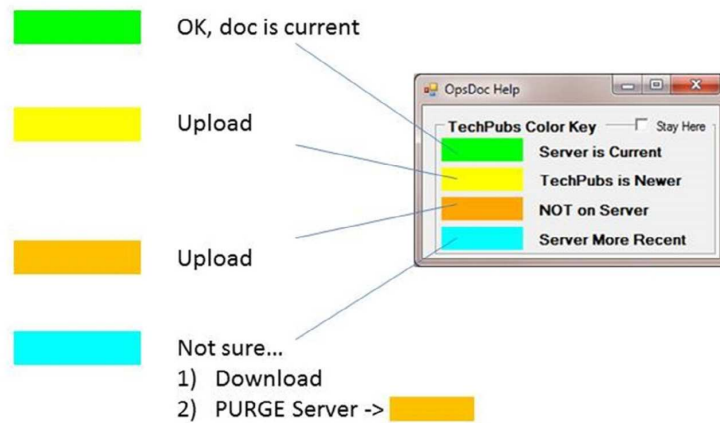 OK, doc is current
Upload
Upload
Not sure...
1) Download
2) PURGE Server ->
OpsDoc Help
TechPubs Color Key
Stay Here
Server is Current
TechPubs is Newer
NOT on Server
Server More Recent